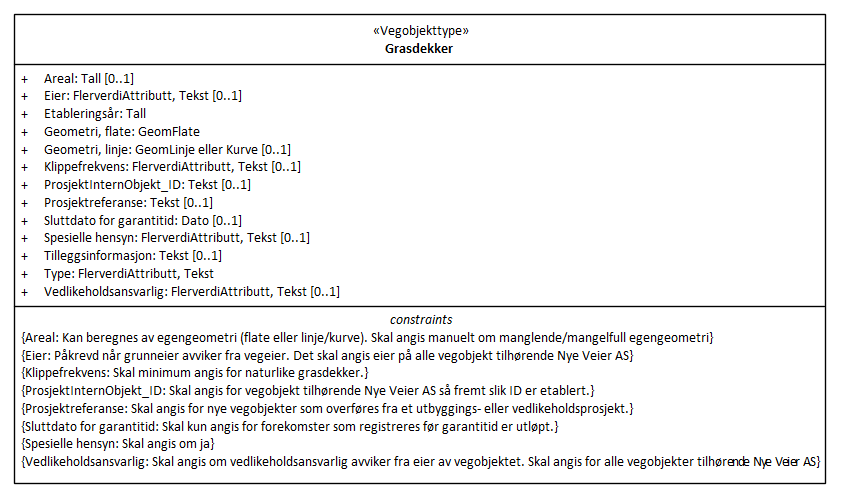 «Vegobjekttype»
Grasdekker
+ Areal: Tall [0..1]
+ Eier: FlerverdiAttributt, Tekst [0..1]
+ Etableringsår: Tall
+ Geometri, flate: GeomFlate
+ Geometri, linje: GeomLinje eller Kurve [0..1]
+ Klippefrekvens: FlerverdiAttributt, Tekst [0..1]
+ ProsjektInternObjekt_ID: Tekst [0..1]
+ Prosjektreferanse: Tekst [0..1]
+ Sluttdato for garantitid: Dato [0..1]
+ Spesielle hensyn: FlerverdiAttributt, Tekst [0..1]
+ Tilleggsinformasjon: Tekst [0..1]
+ Type: FlerverdiAttributt, Tekst
+ Vedlikeholdsansvarlig: FlerverdiAttributt, Tekst [0..1]
constraints
{Areal: Kan beregnes av egengeometri (flate eller linje/kurve). Skal angis manuelt om manglende/mangelfull egengeometri}
{Eier: Påkrevd når grunneier avviker fra vegeier. Det skal angis eier på alle vegobjekt tilhørende Nye Veier AS}
{Klippefrekvens: Skal minimum angis for naturlike grasdekker.}
{ProsjektInternObjekt_ID: Skal angis for vegobjekt tilhørende Nye Veier AS så fremt slik ID er etablert.}
{Prosjektreferanse: Skal angis for nye vegobjekter som overføres fra et utbyggings- eller vedlikeholdsprosjekt.}
{Sluttdato for garantitid: Skal kun angis for forekomster som registreres før garantitid er utløpt.}
{Spesielle hensyn: Skal angis om ja}
{Vedlikeholdsansvarlig: Skal angis om vedlikeholdsansvarlig avviker fra eier av vegobjektet. Skal angis for alle vegobjekter tilhørende Nye Veier AS}